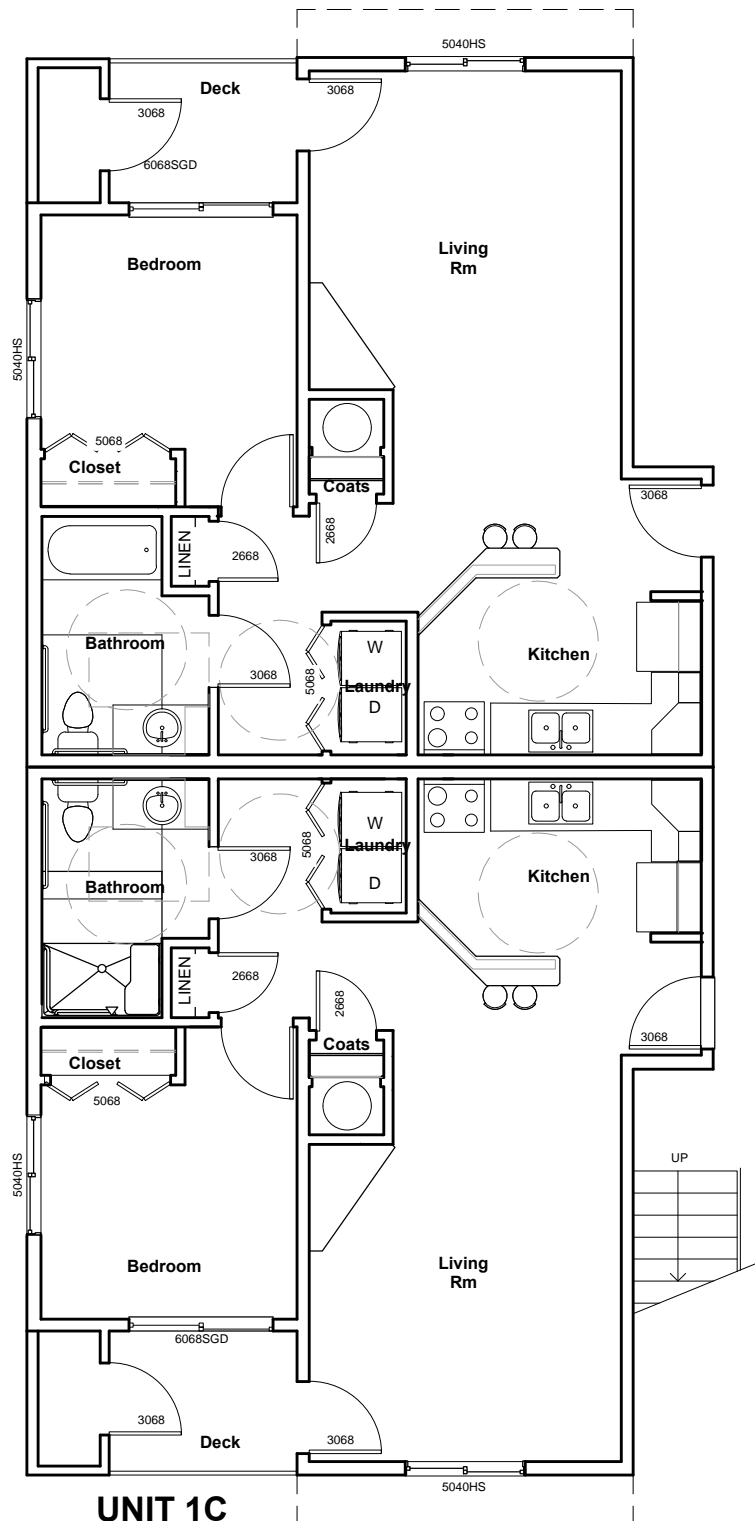 5040HS
Deck
3068
3068
6068SGD
Living
Rm
Bedroom
5040HS
5068
Closet
Coats
3068
2668
LINEN
2668
Bathroom
W
Kitchen
3068
5068
Laundry
D
W
3068
5068
Laundry
Bathroom
D
Kitchen
LINEN
2668
2668
3068
Coats
Closet
5068
UP
5040HS
Bedroom
Living
Rm
6068SGD
3068
Deck
3068
5040HS
UNIT 1C